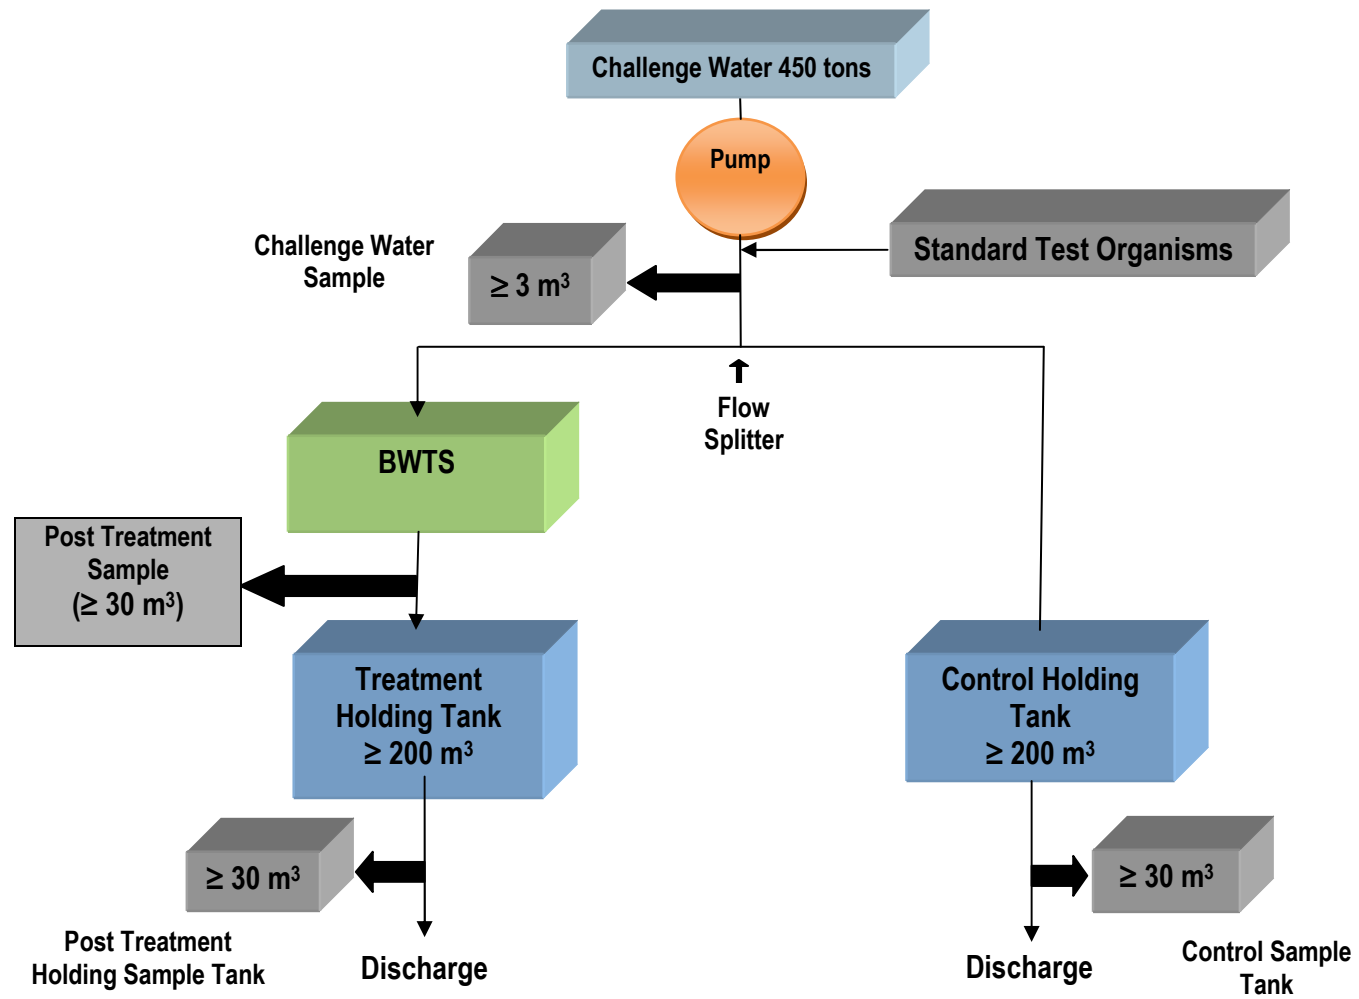 Challenge Water 450 tons
Pump
Standard Test Organisms
Challenge Water
Sample
≥ 3 m³
Flow
Splitter
BWTS
Post Treatment
Sample
(≥ 30 m³)
Treatment
Holding Tank
≥ 200 m³
Control Holding
Tank
≥ 200 m³
≥ 30 m³
≥ 30 m³
Post Treatment
Holding Sample Tank
Discharge
Discharge
Control Sample
Tank